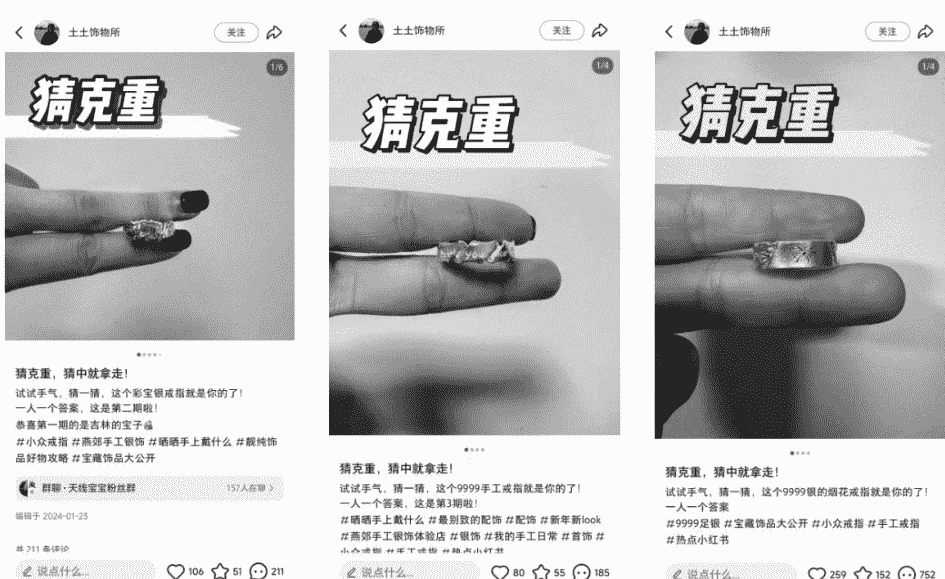 土土饰物所
关注
1/6
猜克重
猜克重，猜中就拿走！
试试手气，猜一猜，这个彩宝银戒指就是你的了！
一人一个答案，这是第二期啦！
恭喜第一期的是吉林的宝子
#小众戒指 #燕郊手工银饰 #晒晒手上戴什么 #靓纯饰
品好物攻略 #宝藏饰品大公开
群聊·天线宝宝粉丝群
157人在聊
编辑于 2024-01-23
共 211 条评论
说点什么...
106
51
211
土土饰物所
关注
1/4
猜克重
猜克重，猜中就拿走！
试试手气，猜一猜，这个9999手工戒指就是你的了！
一人一个答案，这是第3期啦！
#晒晒手上戴什么 #最别致的配饰 #配饰 #新年新look
#燕郊手工银饰体验店 #银饰 #我的手工日常 #首饰 #
小众戒指 #手工戒指 #热点小红书
说点什么...
80
55
185
土土饰物所
关注
1/4
猜克重
猜克重，猜中就拿走！
试试手气，猜一猜，这个9999银的烟花戒指就是你的了！
一人一个答案
#9999足银 #宝藏饰品大公开 #小众戒指 #手工戒指
#热点小红书
说点什么...
259
152
752